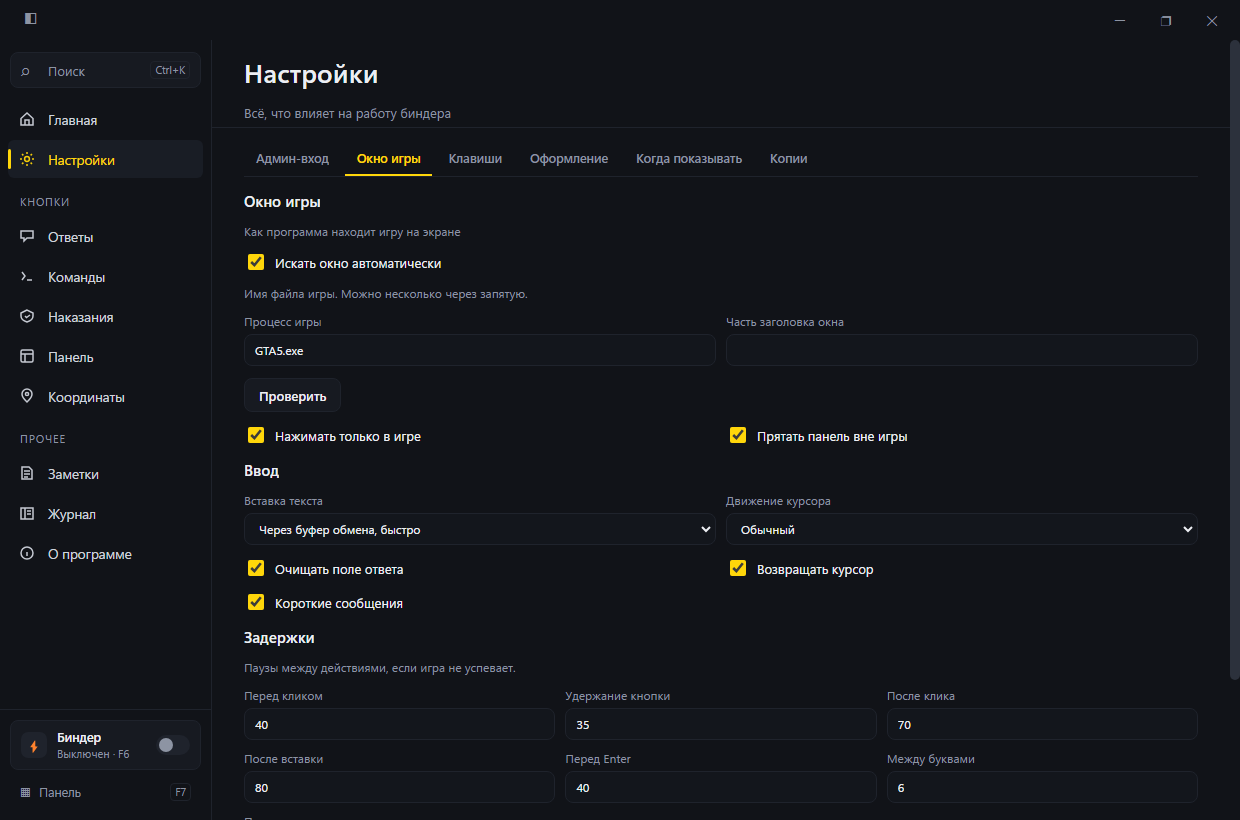 Поиск Ctrl+K
Главная
Настройки
КНОПКИ
Ответы
Команды
Наказания
Панель
Координаты
ПРОЧЕЕ
Заметки
Журнал
О программе
Биндер
Выключен · F6
Панель F7
Настройки
Всё, что влияет на работу биндера
Админ-вход Окно игры Клавиши Оформление Когда показывать Копии
Окно игры
Как программа находит игру на экране
Искать окно автоматически
Имя файла игры. Можно несколько через запятую.
Процесс игры Часть заголовка окна
GTA5.exe
Проверить
Нажимать только в игре Прятать панель вне игры
Ввод
Вставка текста Движение курсора
Через буфер обмена, быстро Обычный
Очищать поле ответа Возвращать курсор
Короткие сообщения
Задержки
Паузы между действиями, если игра не успевает.
Перед кликом Удержание кнопки После клика
40 35 70
После вставки Перед Enter Между буквами
80 40 6